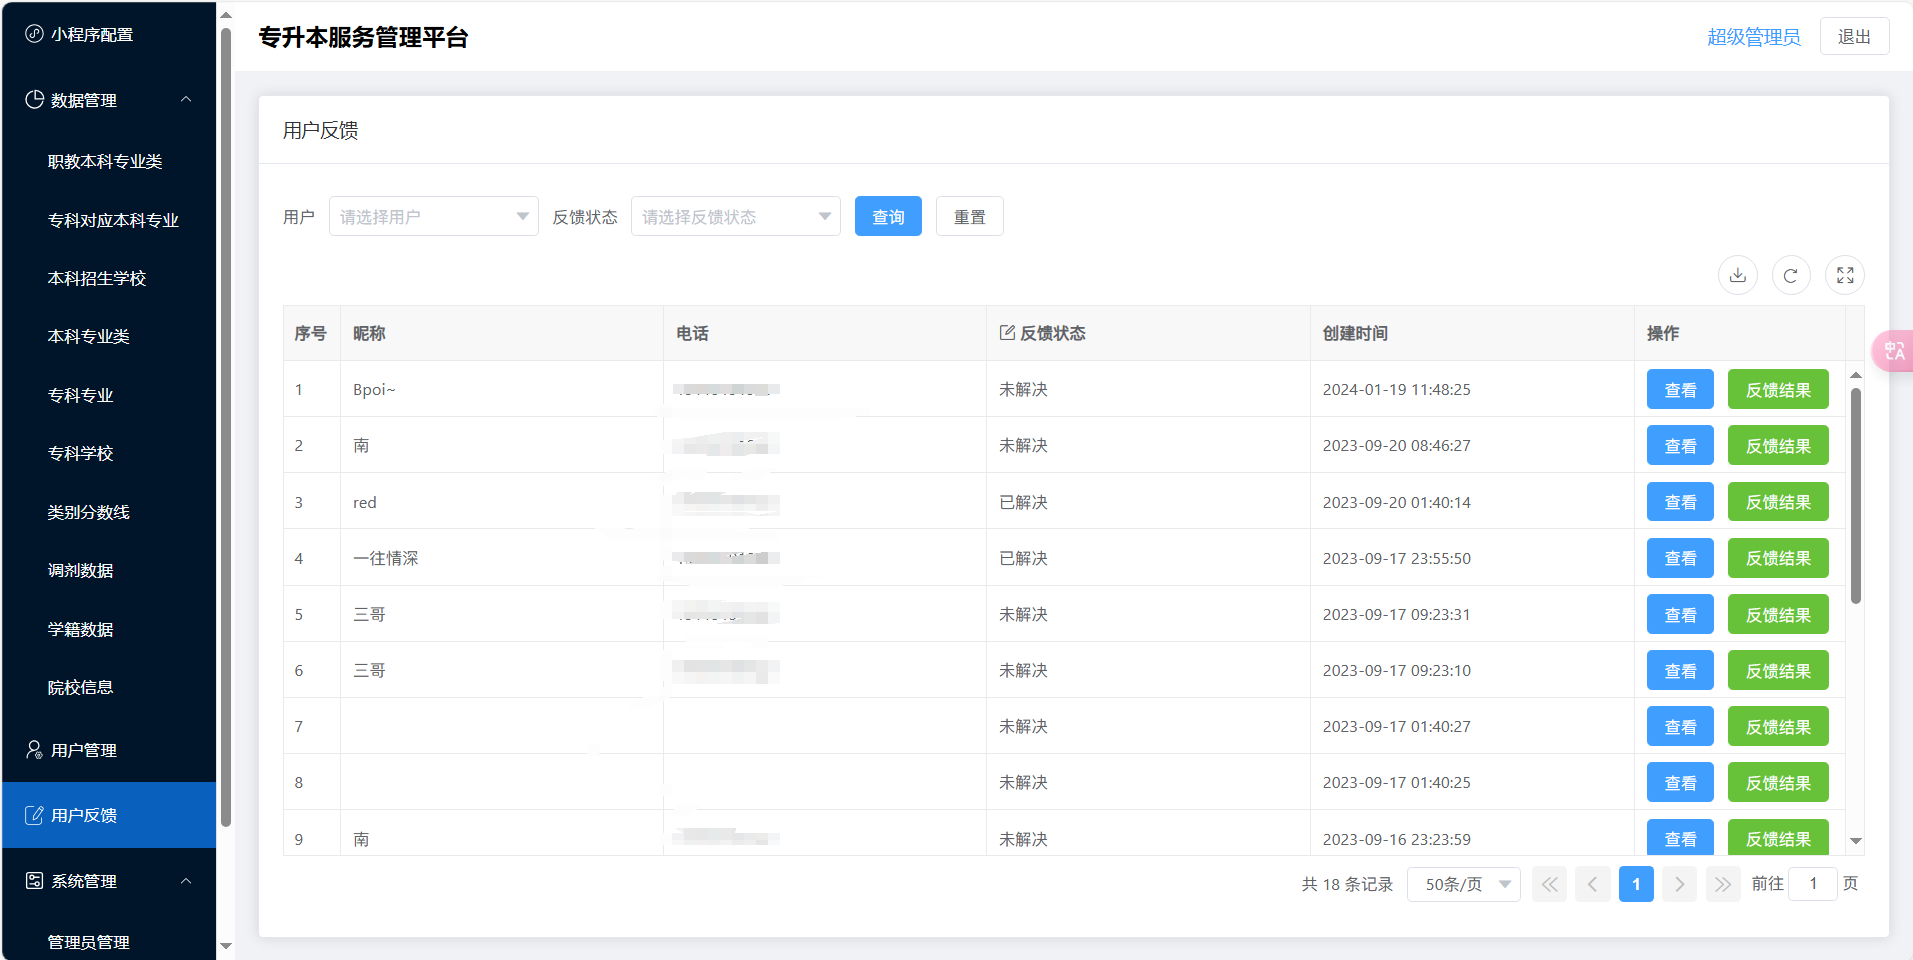 小程序配置
数据管理
职教本科专业类
专科对应本科专业
本科招生学校
本科专业类
专科专业
专科学校
类别分数线
调剂数据
学籍数据
院校信息
用户管理
用户反馈
系统管理
管理员管理
专升本服务管理平台
超级管理员 退出
用户反馈
用户 请选择用户 反馈状态 请选择反馈状态 查询 重置
序号 昵称 电话 反馈状态 创建时间 操作
1 Bpoi~ 未解决 2024-01-19 11:48:25 查看 反馈结果
2 南 未解决 2023-09-20 08:46:27 查看 反馈结果
3 red 已解决 2023-09-20 01:40:14 查看 反馈结果
4 一往情深 已解决 2023-09-17 23:55:50 查看 反馈结果
5 三哥 未解决 2023-09-17 09:23:31 查看 反馈结果
6 三哥 未解决 2023-09-17 09:23:10 查看 反馈结果
7 未解决 2023-09-17 01:40:27 查看 反馈结果
8 未解决 2023-09-17 01:40:25 查看 反馈结果
9 南 未解决 2023-09-16 23:23:59 查看 反馈结果
共 18 条记录 50条/页 1 前往 1 页